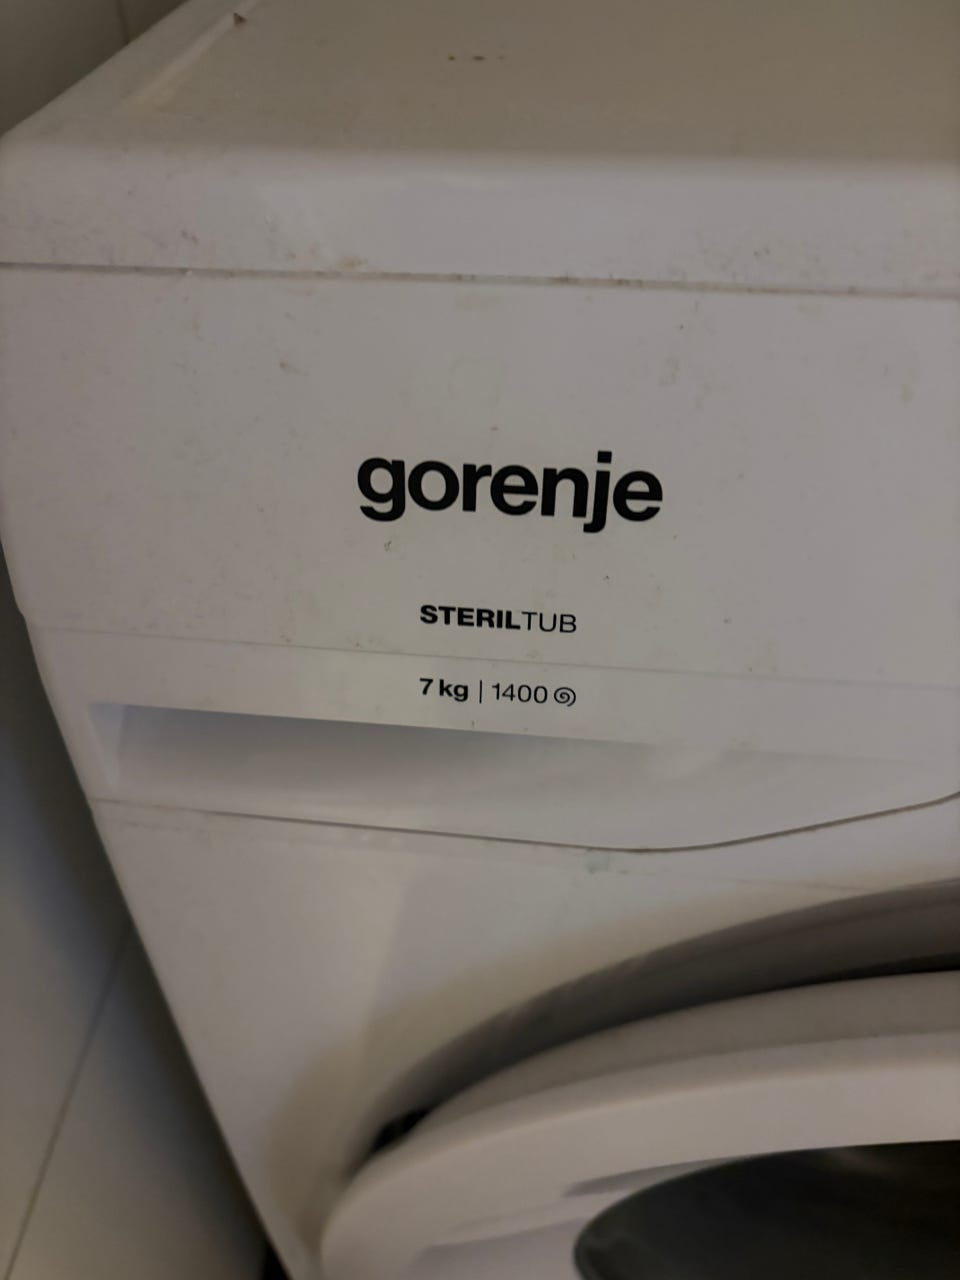 gorenje
STERILTUB
7 kg | 1400